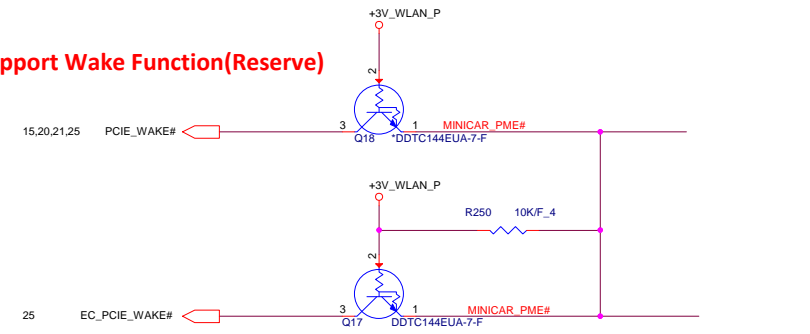 +3V_WLAN_P
pport Wake Function(Reserve)
2
15,20,21,25 PCIE_WAKE# 3 1 MINICAR_PME#
Q18 *DDTC144EUA-7-F
+3V_WLAN_P
R250 10K/F_4
2
25 EC_PCIE_WAKE# 3 1 MINICAR_PME#
Q17 DDTC144EUA-7-F